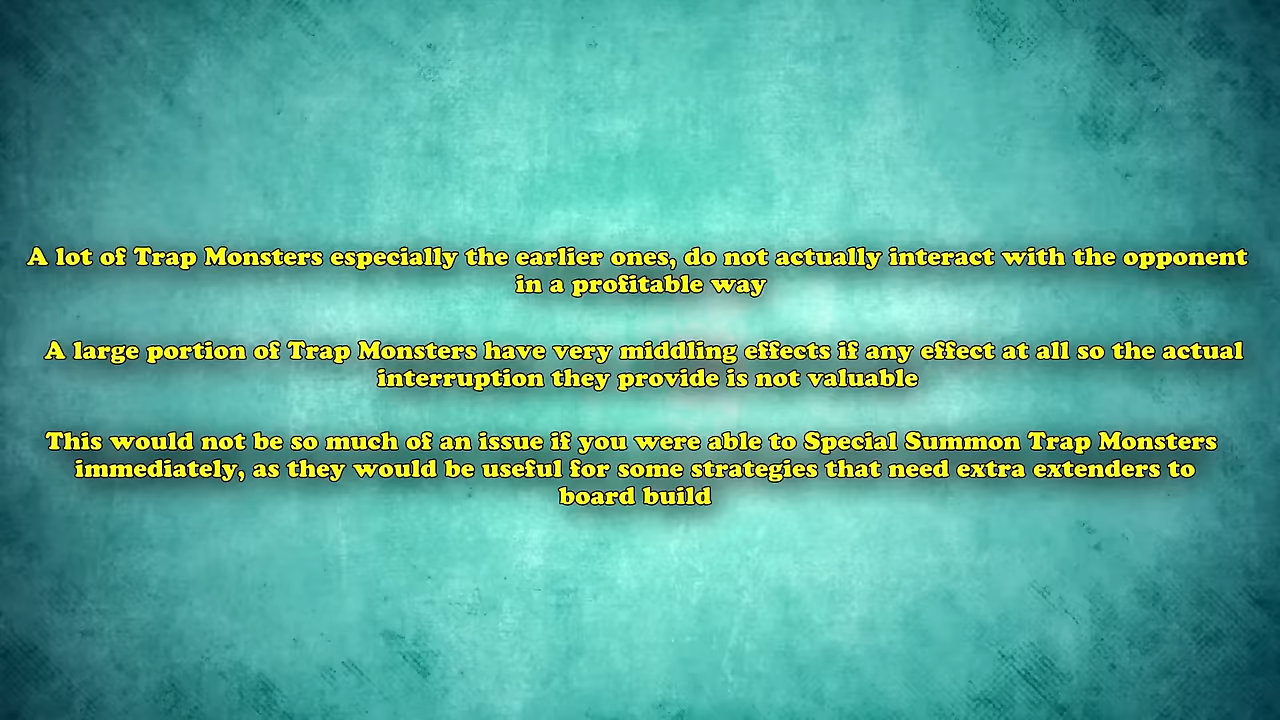 A lot of Trap Monsters especially the earlier ones, do not actually interact with the opponent
in a profitable way
A large portion of Trap Monsters have very middling effects if any effect at all so the actual
interruption they provide is not valuable
This would not be so much of an issue if you were able to Special Summon Trap Monsters
immediately, as they would be useful for some strategies that need extra extenders to
board build